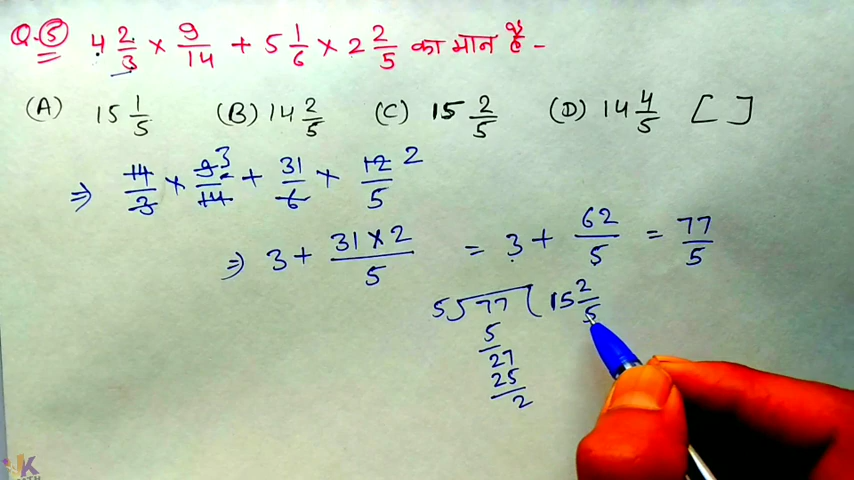 Q.⑤ 4 2/3 × 9/14 + 5 1/6 × 2 2/5 का मान है -
(A) 15 1/5 (B) 14 2/5 (C) 15 2/5 (D) 14 4/5 [ ]
⇒ 14/3 × 9/14 3 + 31/6 + 12/5 2
⇒ 3 + 31×2/5 = 3 + 62/5 = 77/5
5) 77 ( 15 2/5
5
27
25
2